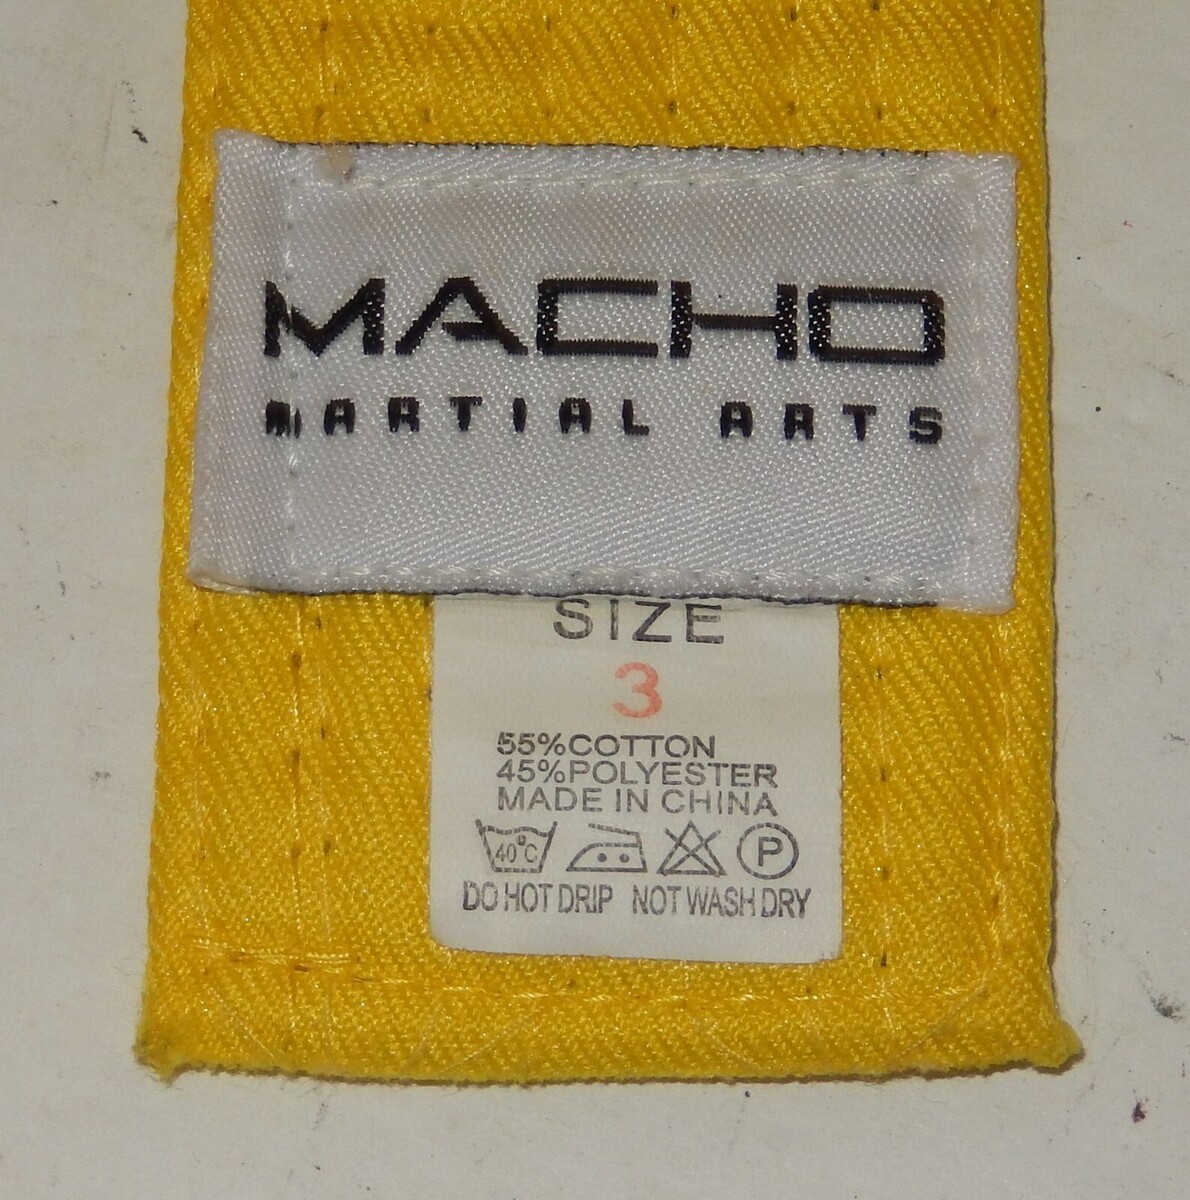 MACHO
MARTIAL ARTS
SIZE
3
55%COTTON
45%POLYESTER
MADE IN CHINA
40°C P
DO HOT DRIP NOT WASH DRY